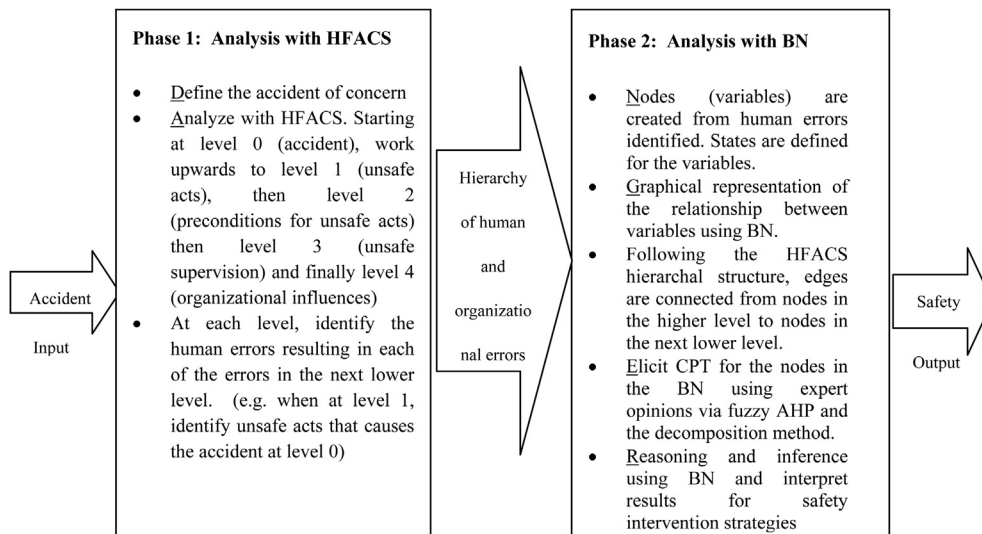 Accident
Input
Phase 1: Analysis with HFACS
• Define the accident of concern
• Analyze with HFACS. Starting
at level 0 (accident), work
upwards to level 1 (unsafe
acts), then level 2
(preconditions for unsafe acts)
then level 3 (unsafe
supervision) and finally level 4
(organizational influences)
• At each level, identify the
human errors resulting in each
of the errors in the next lower
level. (e.g. when at level 1,
identify unsafe acts that causes
the accident at level 0)
Hierarchy
of human
and
organizatio
nal errors
Phase 2: Analysis with BN
• Nodes (variables) are
created from human errors
identified. States are defined
for the variables.
• Graphical representation of
the relationship between
variables using BN.
• Following the HFACS
hierarchal structure, edges
are connected from nodes in
the higher level to nodes in
the next lower level.
• Elicit CPT for the nodes in
the BN using expert
opinions via fuzzy AHP and
the decomposition method.
• Reasoning and inference
using BN and interpret
results for safety
intervention strategies
Safety
Output